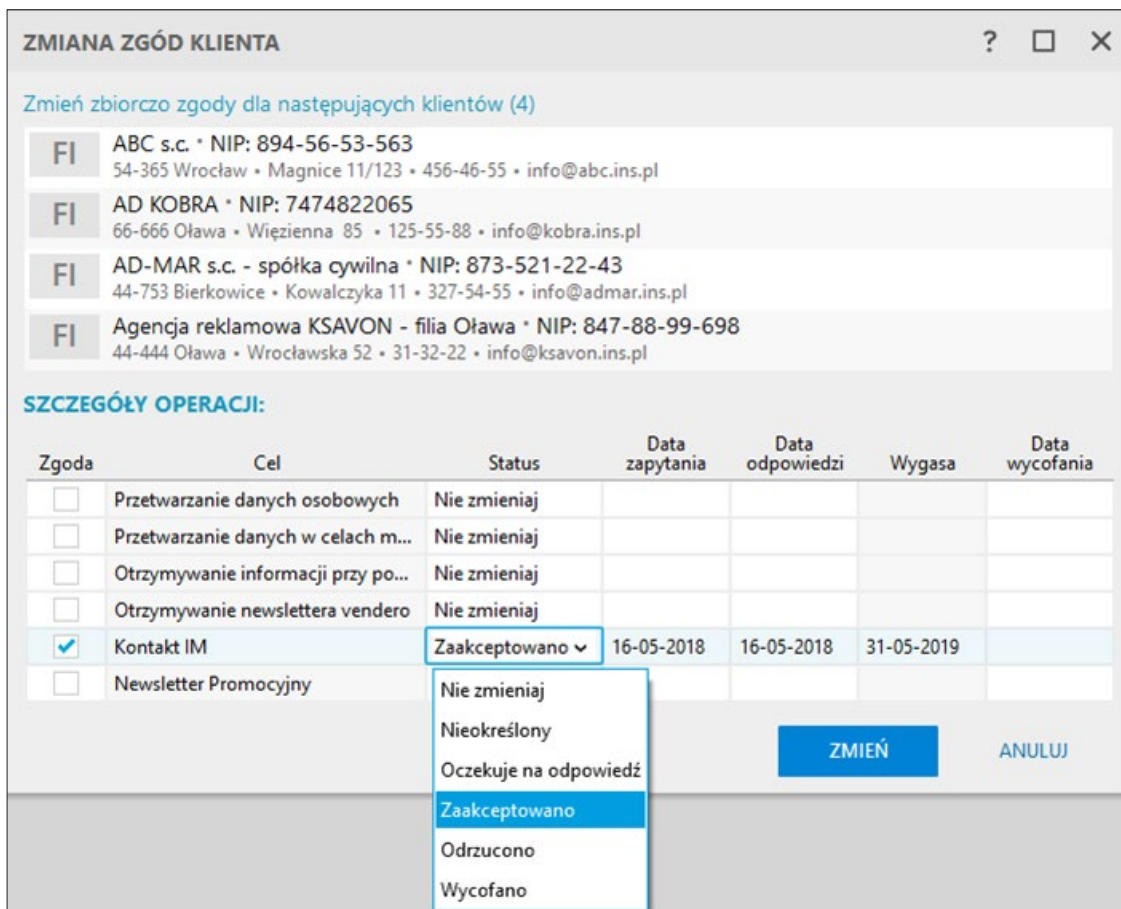 ZMIANA ZGÓD KLIENTA ?
Zmień zbiorczo zgody dla następujących klientów (4)
FI ABC s.c. • NIP: 894-56-53-563
54-365 Wrocław • Magnice 11/123 • 456-46-55 • info@abc.ins.pl
FI AD KOBRA • NIP: 7474822065
66-666 Oława • Więzienna 85 • 125-55-88 • info@kobra.ins.pl
FI AD-MAR s.c. - spółka cywilna • NIP: 873-521-22-43
44-753 Bierkowice • Kowalczyka 11 • 327-54-55 • info@admar.ins.pl
FI Agencja reklamowa KSAVON - filia Oława • NIP: 847-88-99-698
44-444 Oława • Wrocławska 52 • 31-32-22 • info@ksavon.ins.pl
SZCZEGÓŁY OPERACJI:
Zgoda Cel Status Data zapytania Data odpowiedzi Wygasa Data wycofania
Przetwarzanie danych osobowych Nie zmieniaj
Przetwarzanie danych w celach m... Nie zmieniaj
Otrzymywanie informacji przy po... Nie zmieniaj
Otrzymywanie newslettera vendero Nie zmieniaj
Kontakt IM Zaakceptowano 16-05-2018 16-05-2018 31-05-2019
Newsletter Promocyjny
Nie zmieniaj
Nieokreślony
Oczekuje na odpowiedź
Zaakceptowano
Odrzucono
Wycofano
ZMIEŃ ANULUJ